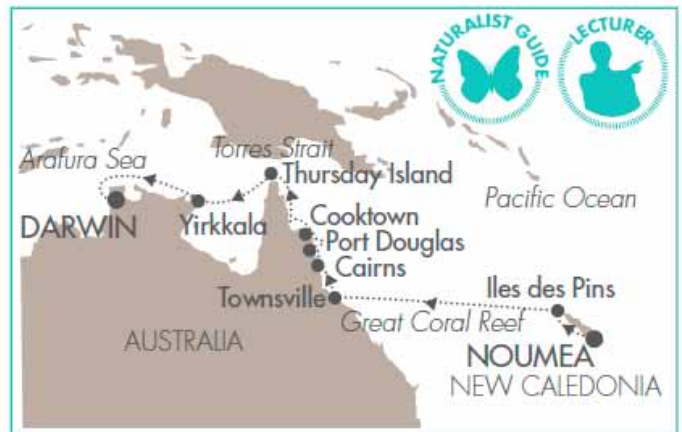 NATURALIST GUIDE
LECTURER
Arafura Sea
Torres Strait
Thursday Island
Pacific Ocean
DARWIN
Yirkkala
Cooktown
Port Douglas
Cairns
Townsville
Iles des Pins
Great Coral Reef
AUSTRALIA
NOUMEA
NEW CALEDONIA